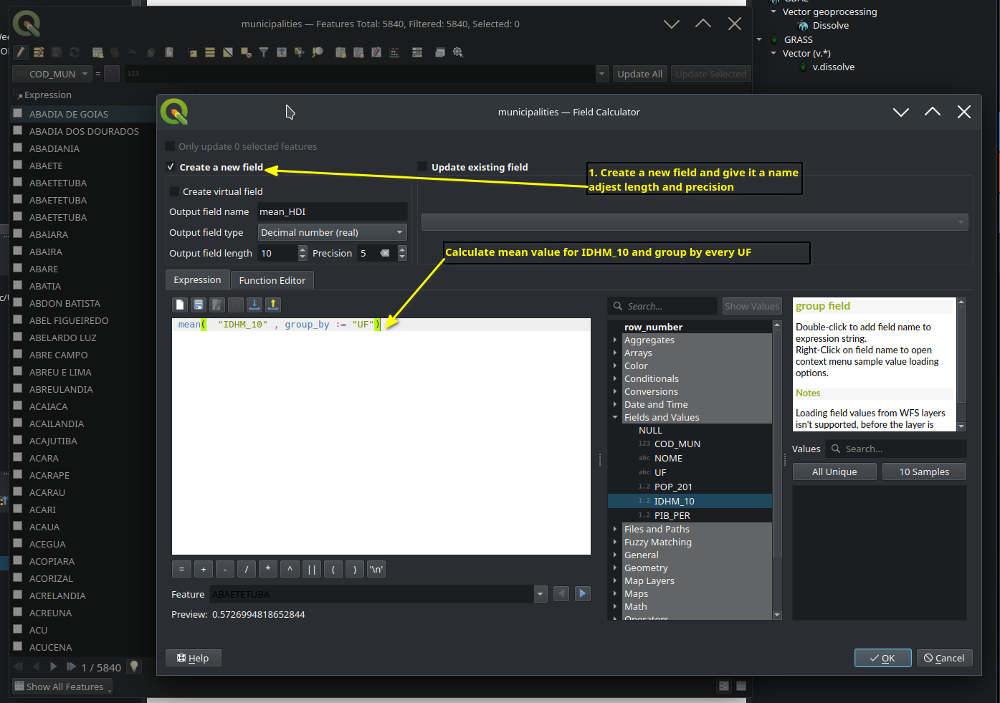 municipalities — Features Total: 5840, Filtered: 5840, Selected: 0
COD_MUN
=
123
Update All
Update Selected
Expression
ABADIA DE GOIAS
ABADIA DOS DOURADOS
ABADIANIA
ABAETE
ABAETETUBA
ABAETETUBA
ABAETETUBA
ABAIARA
ABAIRA
ABARE
ABATIA
ABDON BATISTA
ABEL FIGUEIREDO
ABELARDO LUZ
ABRE CAMPO
ABREU E LIMA
ABREULANDIA
ACAIACA
ACAILANDIA
ACAJUTIBA
ACARA
ACARAPE
ACARAU
ACARI
ACAUA
ACEGUA
ACOPIARA
ACORIZAL
ACRELANDIA
ACREUNA
ACU
ACUCENA
1 / 5840
Show All Features
Vector geoprocessing
Dissolve
GRASS
Vector (v.*)
v.dissolve
municipalities — Field Calculator
Only update 0 selected features
Create a new field
Update existing field
1. Create a new field and give it a name
adjest length and precision
Create virtual field
Output field name mean_HDI
Output field type Decimal number (real)
Output field length 10 Precision 5
Calculate mean value for IDHM_10 and group by every UF
Expression
Function Editor
mean( "IDHM_10" , group_by := "UF")
= + - / * ^ || ( ) '\n'
Feature ABAETETUBA
Preview: 0.5726994818652844
Search...
Show Values
row_number
Aggregates
Arrays
Color
Conditionals
Conversions
Date and Time
Fields and Values
NULL
123 COD_MUN
abc NOME
abc UF
1.2 POP_201
1.2 IDHM_10
1.2 PIB_PER
Files and Paths
Fuzzy Matching
General
Geometry
Map Layers
Maps
Math
Operators
group field
Double-click to add field name to
expression string.
Right-Click on field name to open
context menu sample value loading
options.
Notes
Loading field values from WFS layers
isn't supported, before the layer is
Values
Search...
All Unique
10 Samples
Help
OK
Cancel